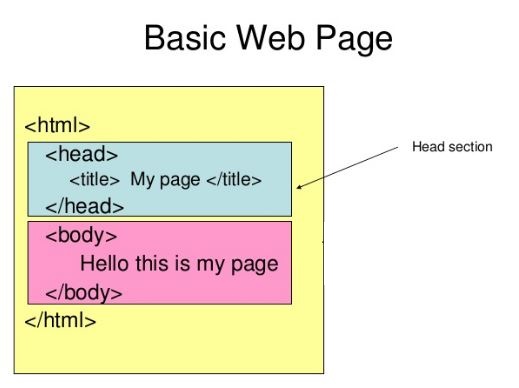 Basic Web Page
<html>
<head>
<title> My page </title>
</head>
<body>
Hello this is my page
</body>
</html>
Head section